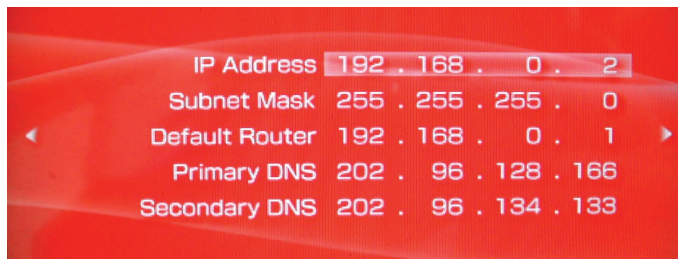 IP Address 192 . 168 . 0 . 2
Subnet Mask 255 . 255 . 255 . 0
Default Router 192 . 168 . 0 . 1
Primary DNS 202 . 96 . 128 . 166
Secondary DNS 202 . 96 . 134 . 133